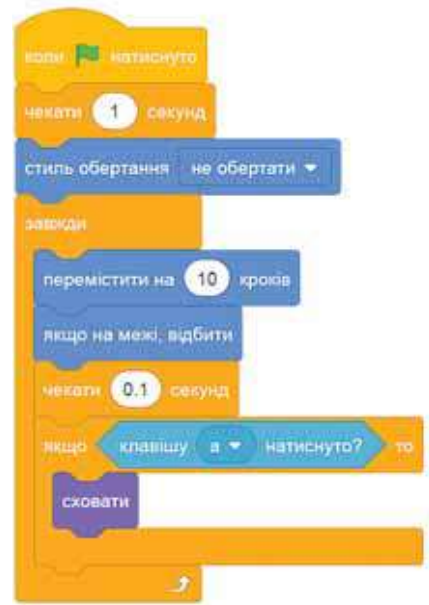 коли натиснуто
чекати 1 секунд
стиль обертання не обертати
завжди
перемістити на 10 кроків
якщо на межі, відбити
чекати 0.1 секунд
якщо клавішу a натиснуто? то
сховати